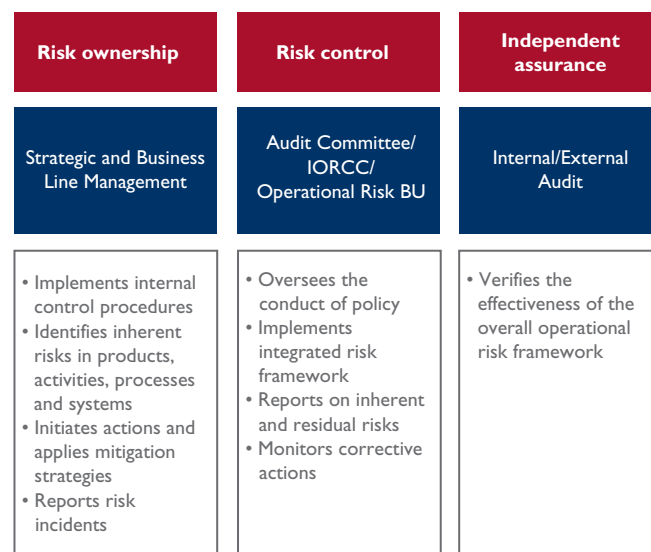 Risk ownership
Risk control
Independent
assurance
Strategic and Business
Line Management
Audit Committee/
IORCC/
Operational Risk BU
Internal/External
Audit
• Implements internal
control procedures
• Identifies inherent
risks in products,
activities, processes
and systems
• Initiates actions and
applies mitigation
strategies
• Reports risk
incidents
• Oversees the
conduct of policy
• Implements
integrated risk
framework
• Reports on inherent
and residual risks
• Monitors corrective
actions
• Verifies the
effectiveness of the
overall operational
risk framework